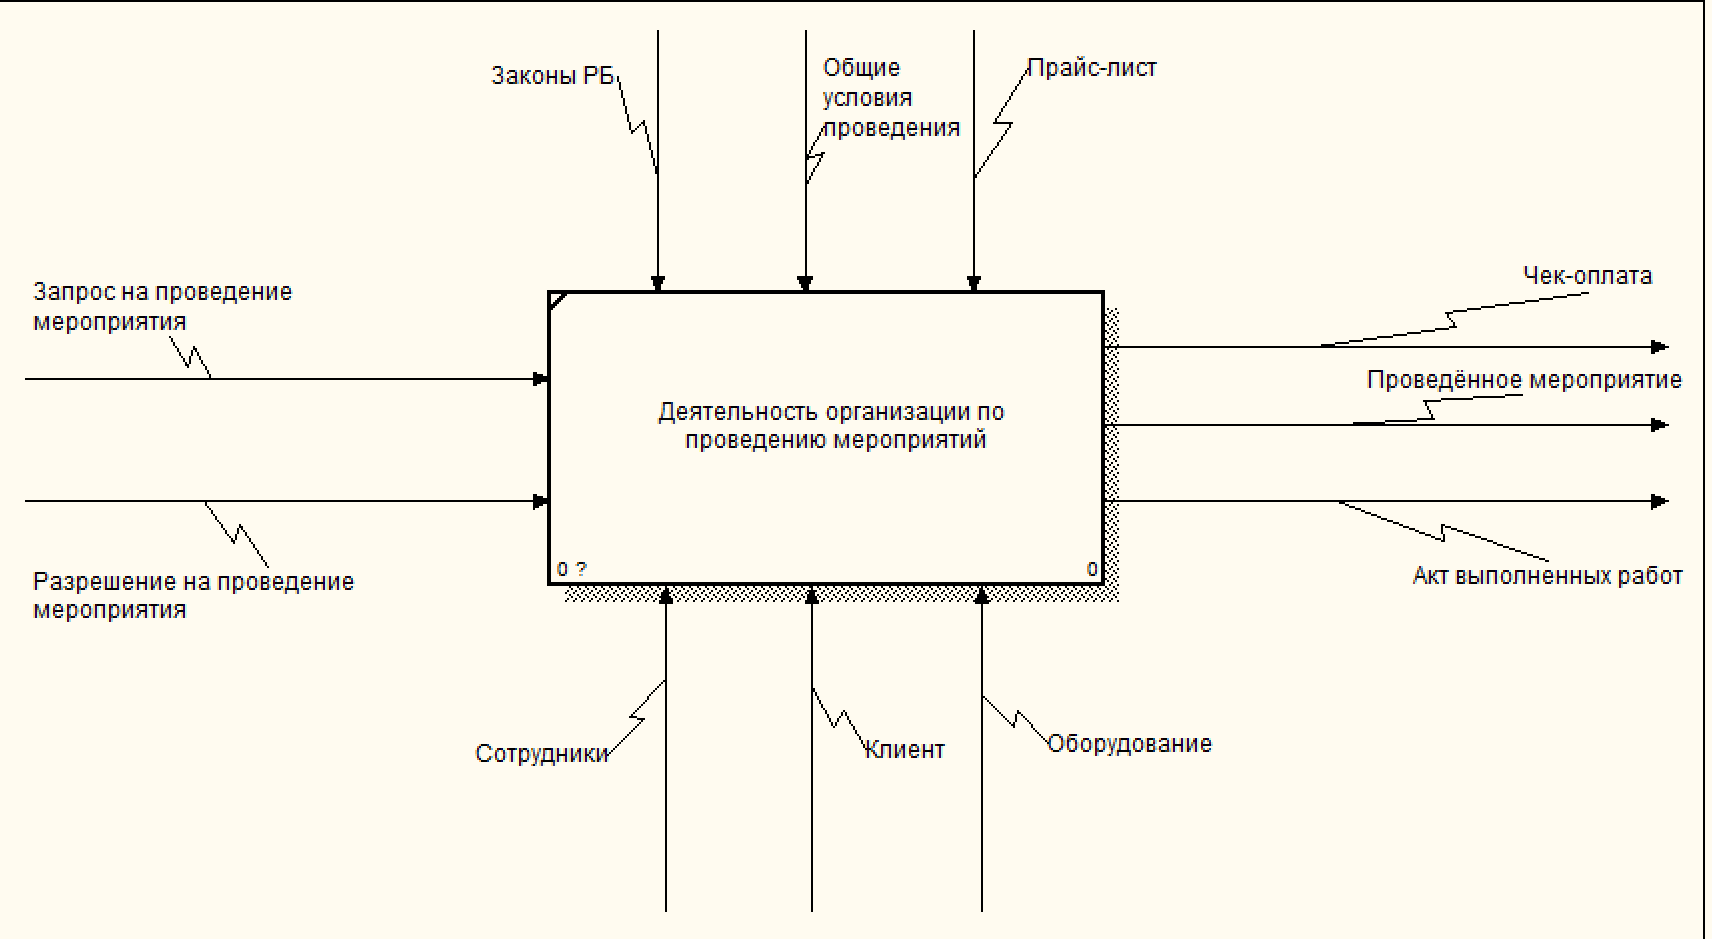 Законы РБ
Общие
условия
проведения
Прайс-лист
Запрос на проведение
мероприятия
Чек-оплата
Проведённое мероприятие
Деятельность организации по
проведению мероприятий
0 ?
0
Разрешение на проведение
мероприятия
Акт выполненных работ
Сотрудники
Клиент
Оборудование